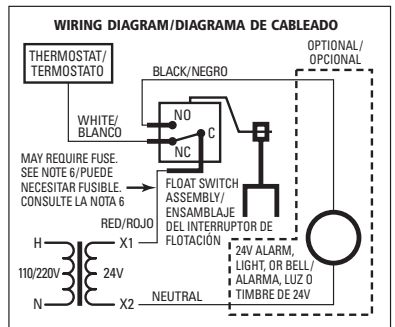 WIRING DIAGRAM/DIAGRAMA DE CABLEADO
OPTIONAL/
OPCIONAL
THERMOSTAT/
TERMOSTATO
BLACK/NEGRO
NO
WHITE/
BLANCO
C
NC
MAY REQUIRE FUSE.
SEE NOTE 6/PUEDE
NECESITAR FUSIBLE.
CONSULTE LA NOTA 6
FLOAT SWITCH
ASSEMBLY/
ENSAMBLAJE
DEL INTERRUPTOR DE
FLOTACIÓN
RED/ROJO
H
X1
110/220V
24V
N
X2
NEUTRAL
24V ALARM,
LIGHT, OR BELL/
ALARMA, LUZ O
TIMBRE DE 24V